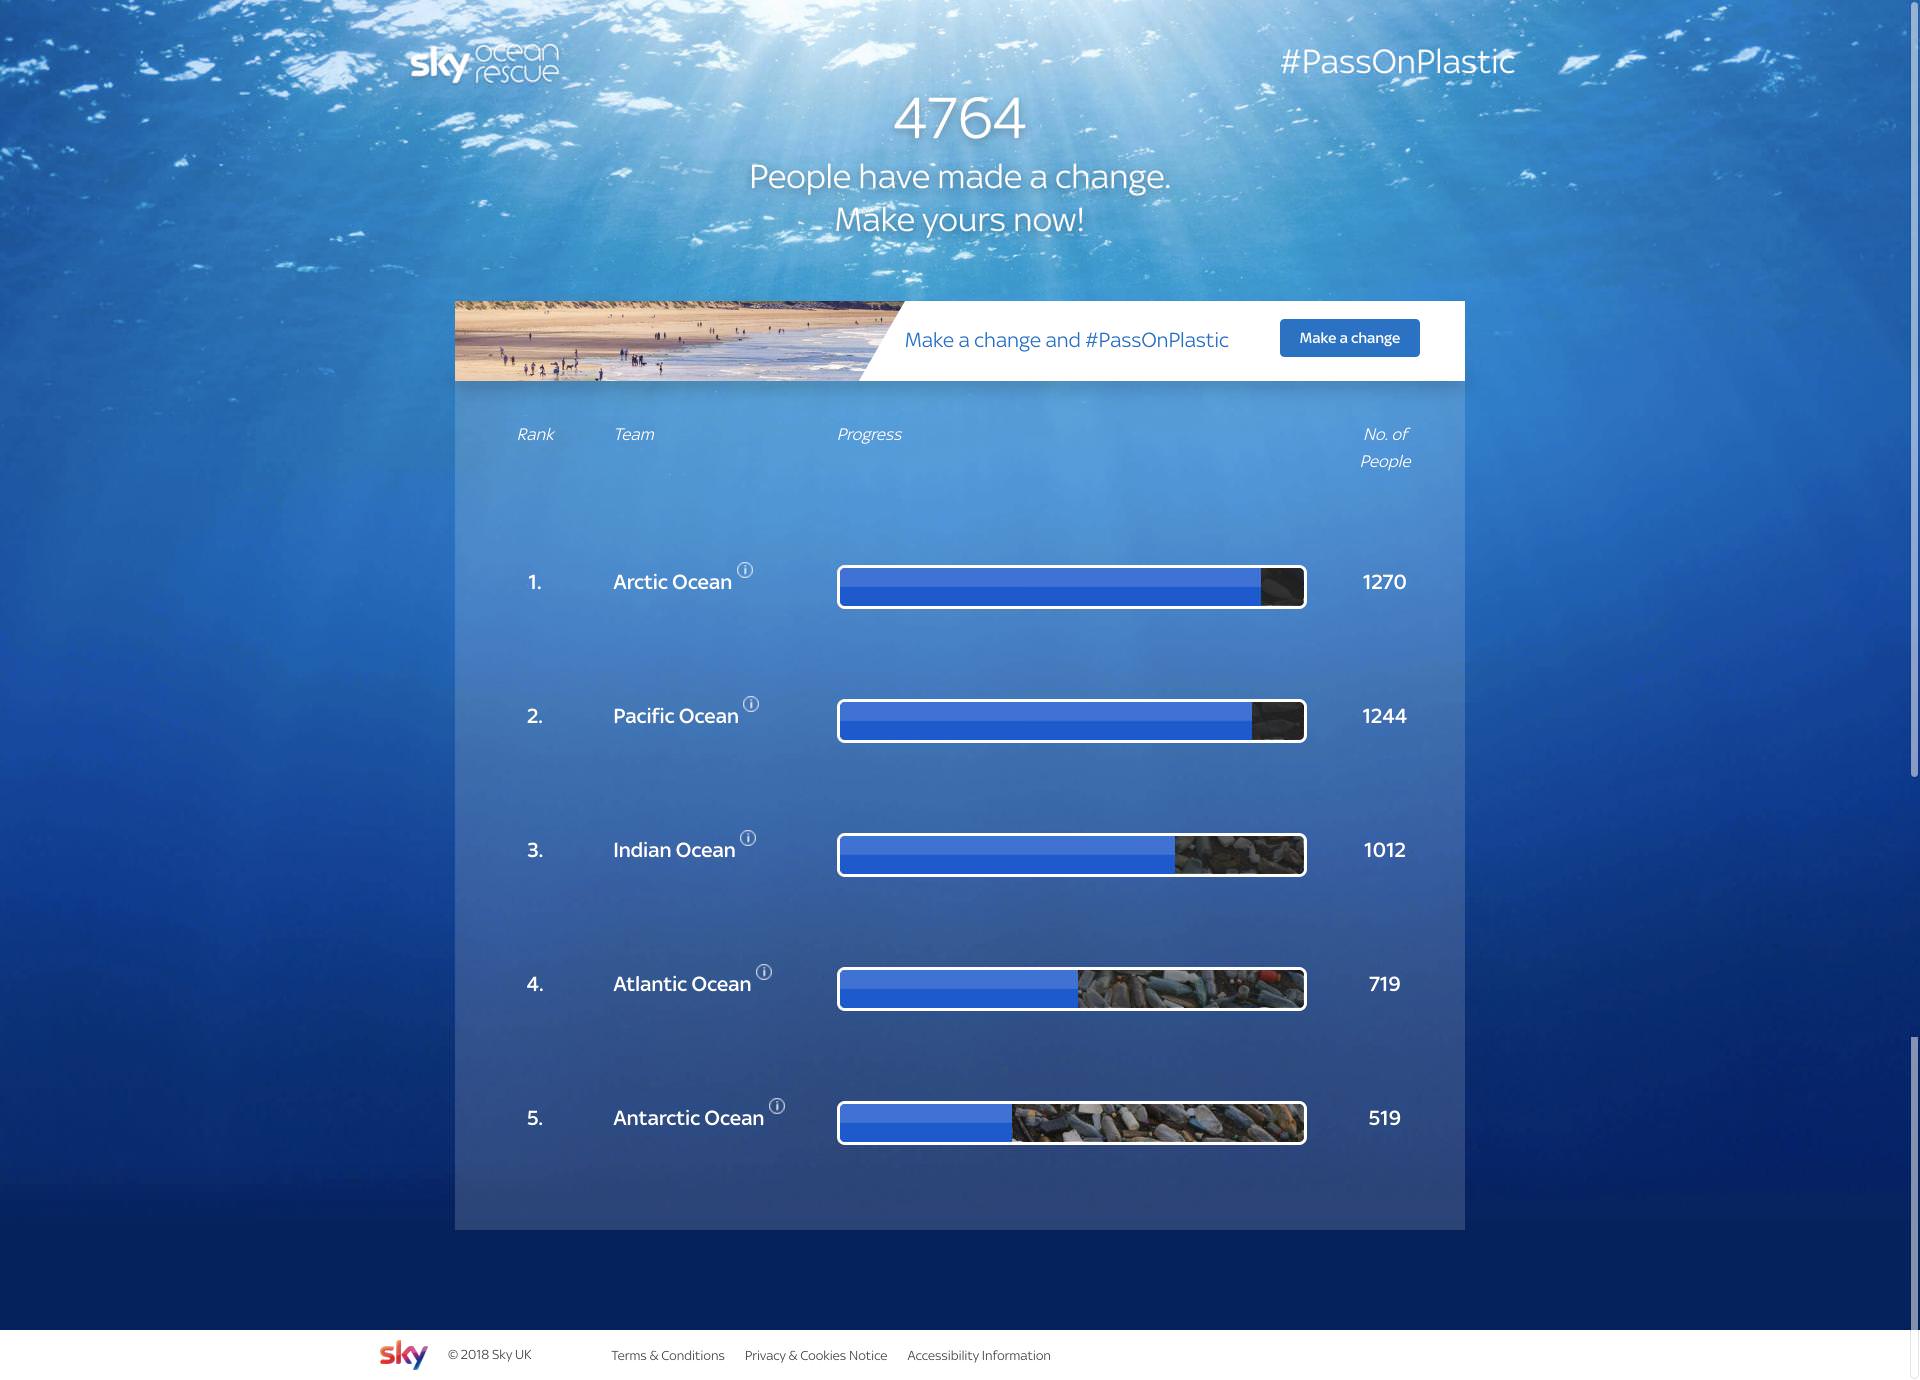 sky ocean rescue
#PassOnPlastic
4764
People have made a change.
Make yours now!
Make a change and #PassOnPlastic
Make a change
Rank Team Progress No. of People
1. Arctic Ocean 1270
2. Pacific Ocean 1244
3. Indian Ocean 1012
4. Atlantic Ocean 719
5. Antarctic Ocean 519
sky © 2018 Sky UK Terms & Conditions Privacy & Cookies Notice Accessibility Information